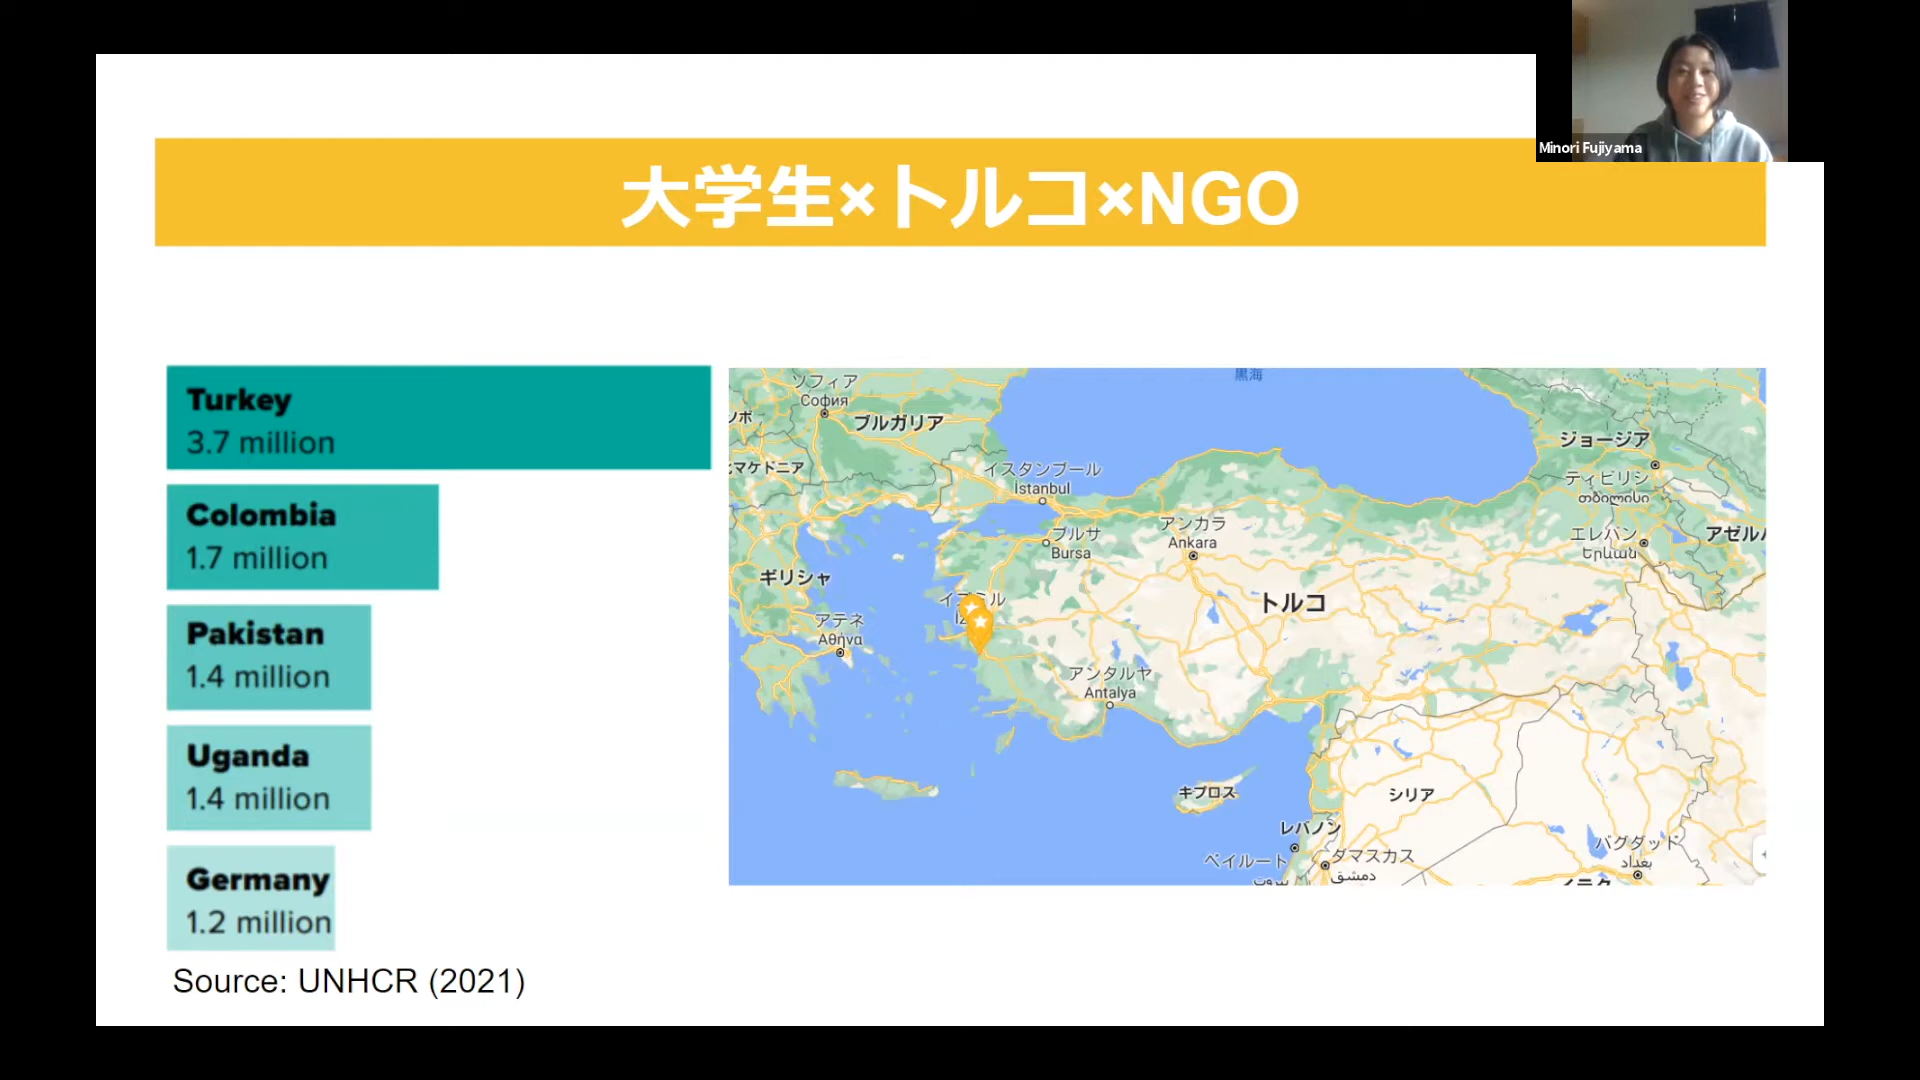 Minori Fujiyama
大学生×トルコ×NGO
Turkey
3.7 million
Colombia
1.7 million
Pakistan
1.4 million
Uganda
1.4 million
Germany
1.2 million
Source: UNHCR (2021)
黒海
ソフィア
София
ブルガリア
マケドニア
イスタンブール
İstanbul
ブルサ
Bursa
アンカラ
Ankara
ジョージア
ティビリシ
თბილისი
エレバン
Երևան
アゼル
ギリシャ
アテネ
Αθήνα
トルコ
アンタルヤ
Antalya
キプロス
シリア
レバノン
ベイルート
بيروت
ダマスカス
دمشق
バグダッド
بغداد